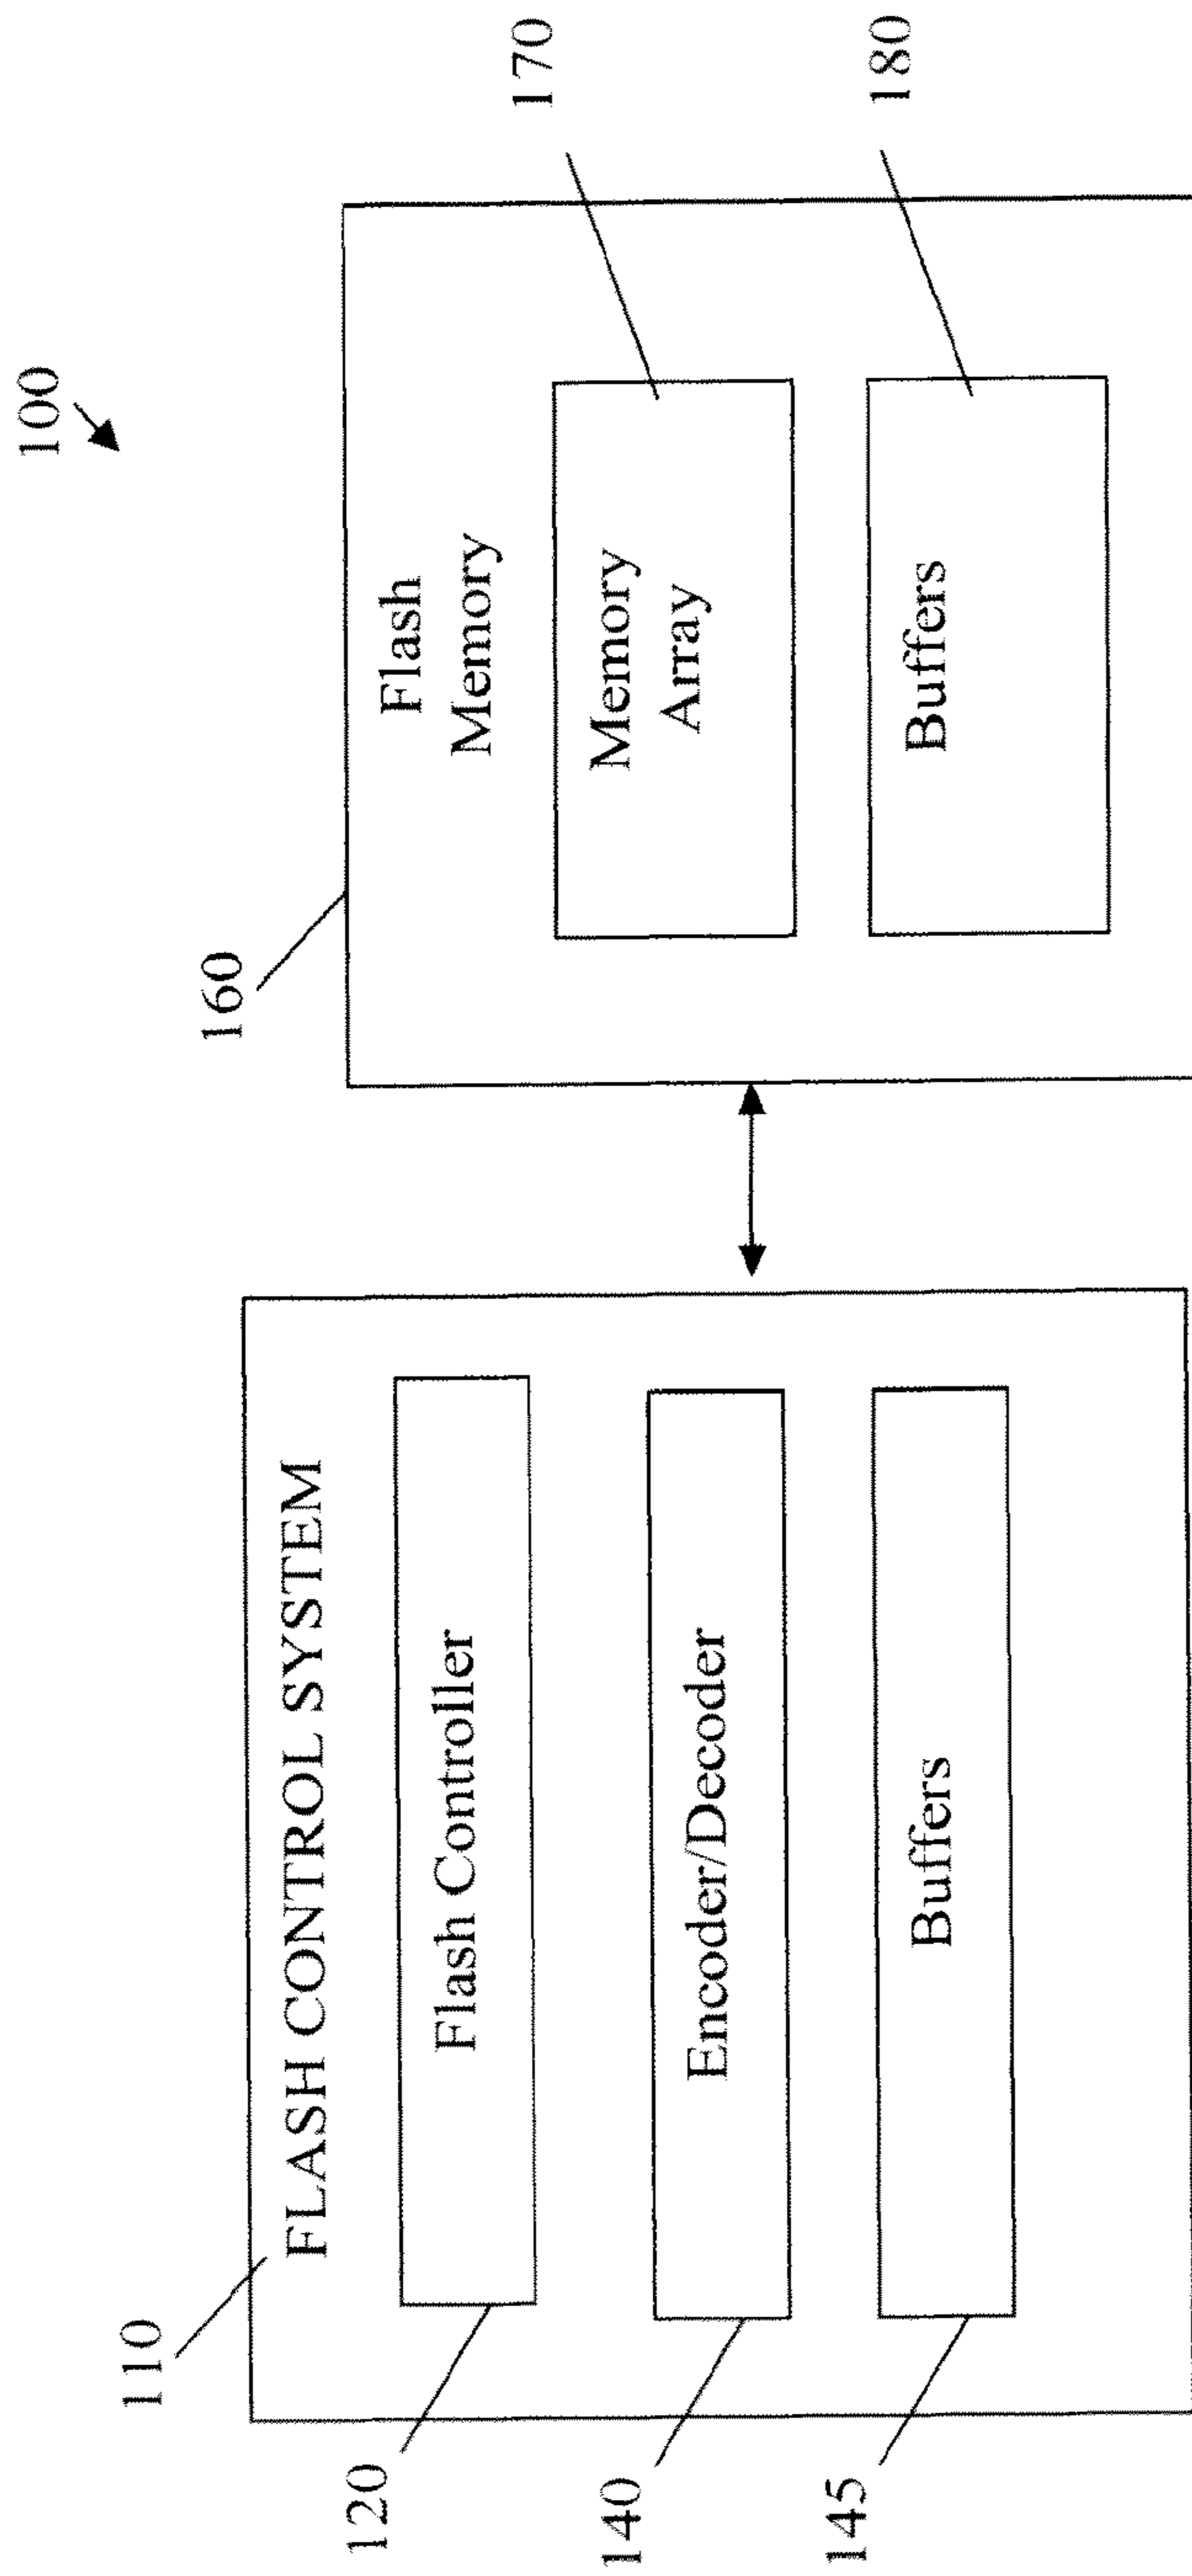 100
110
FLASH CONTROL SYSTEM
120
Flash Controller
140
Encoder/Decoder
145
Buffers
160
Flash
Memory
170
Memory
Array
180
Buffers